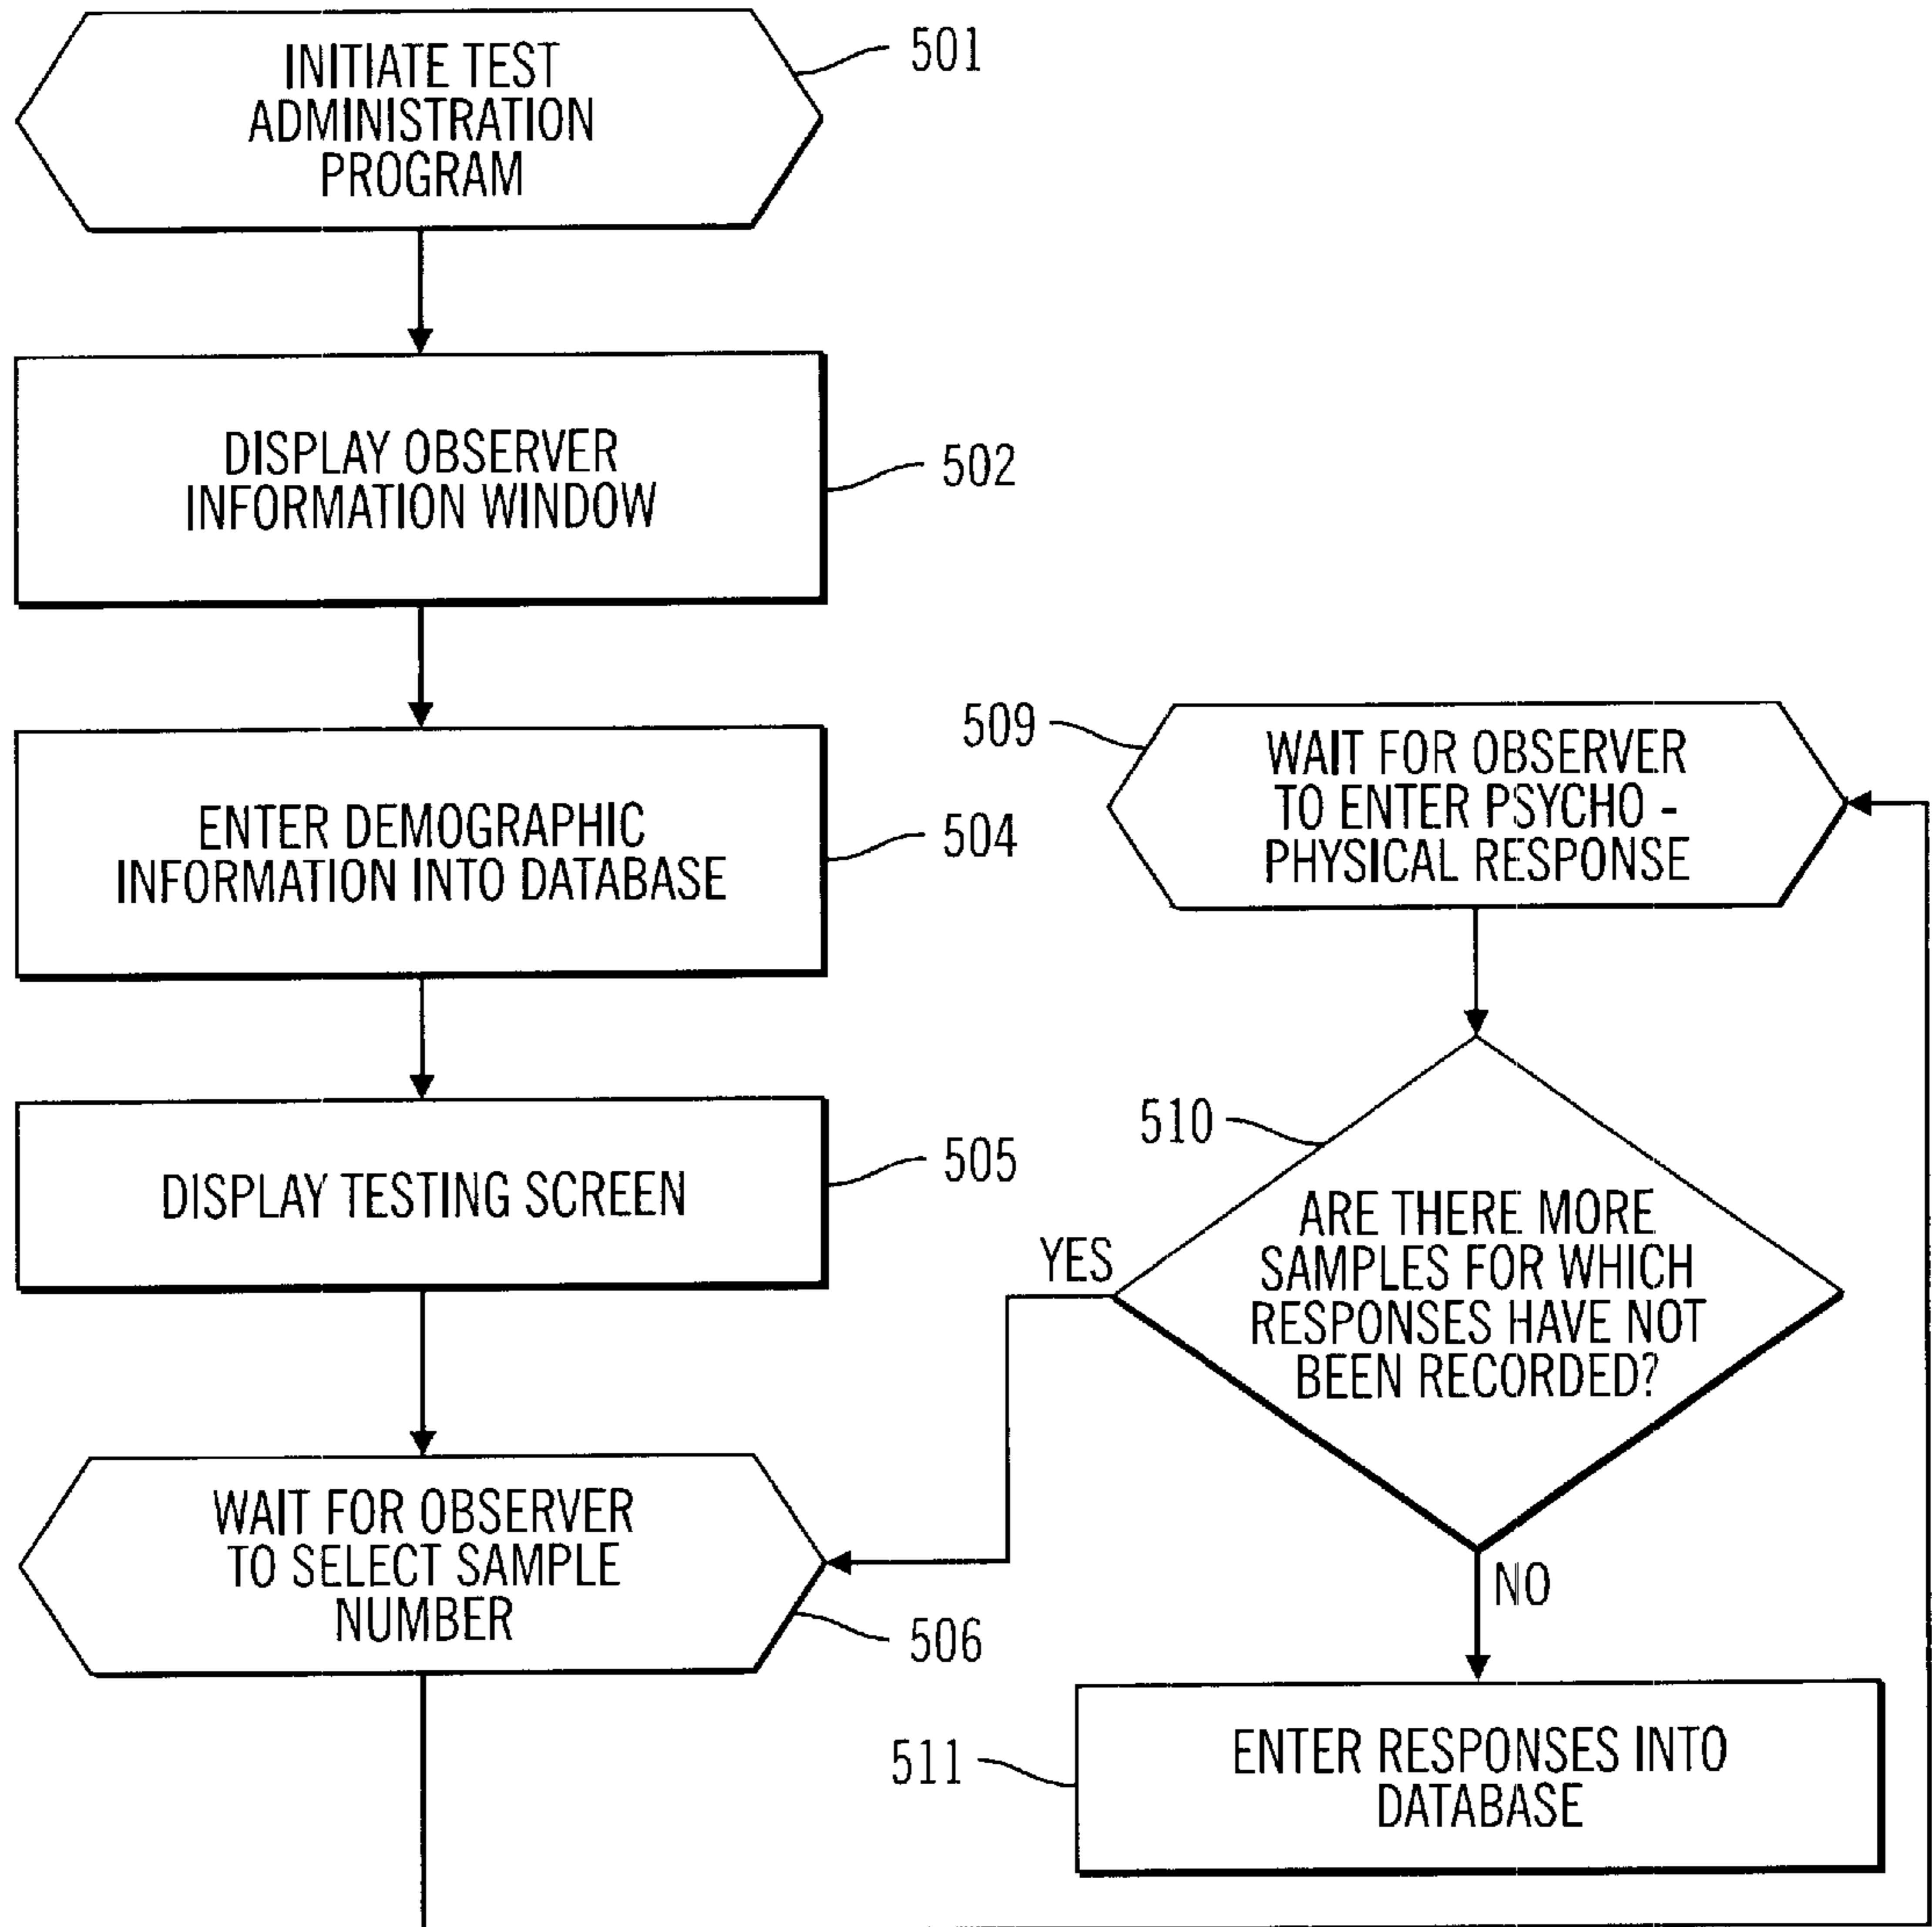 INITIATE TEST
ADMINISTRATION
PROGRAM
501
DISPLAY OBSERVER
INFORMATION WINDOW
502
ENTER DEMOGRAPHIC
INFORMATION INTO DATABASE
504
DISPLAY TESTING SCREEN
505
WAIT FOR OBSERVER
TO SELECT SAMPLE
NUMBER
506
509
WAIT FOR OBSERVER
TO ENTER PSYCHO -
PHYSICAL RESPONSE
510
ARE THERE MORE
SAMPLES FOR WHICH
RESPONSES HAVE NOT
BEEN RECORDED?
YES
NO
511
ENTER RESPONSES INTO
DATABASE